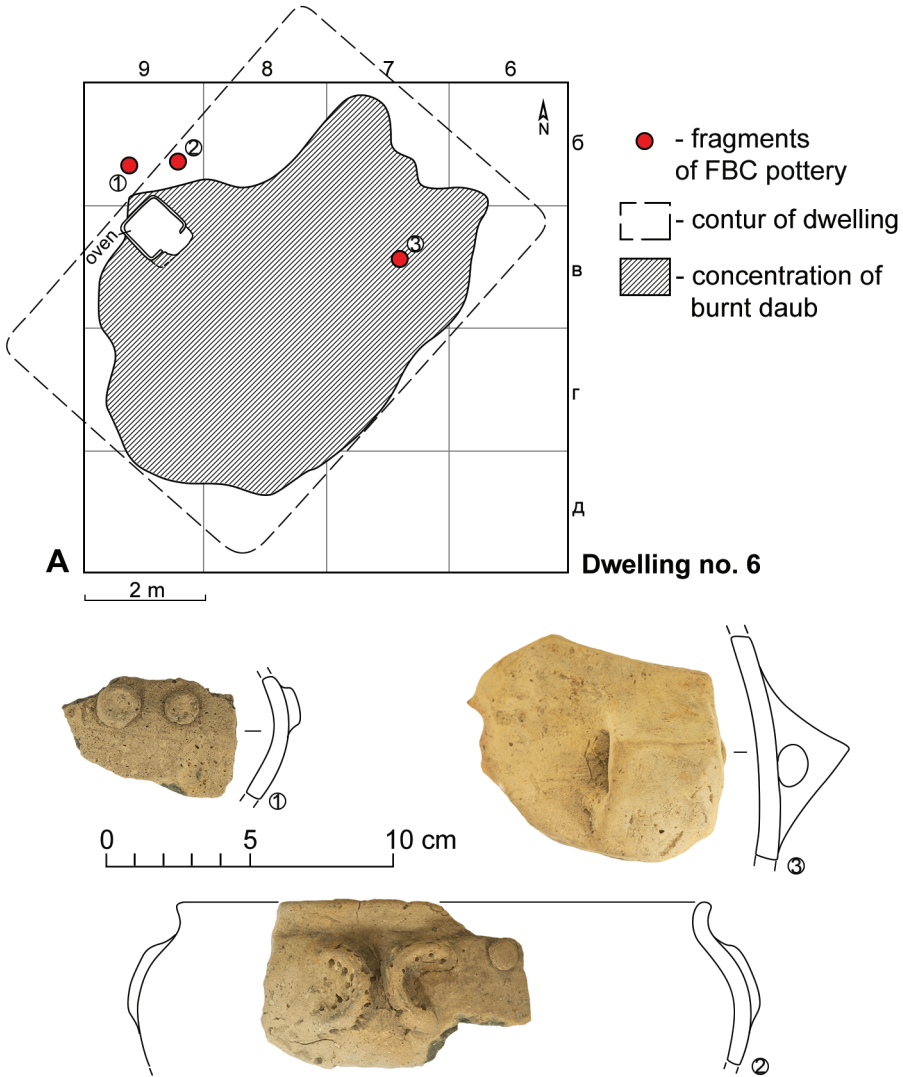 9 8 7 6
N
б
в
г
д
①
②
③
oven
- fragments
of FBC pottery
- contur of dwelling
- concentration of
burnt daub
A
Dwelling no. 6
2 m
①
③
0 5 10 cm
②